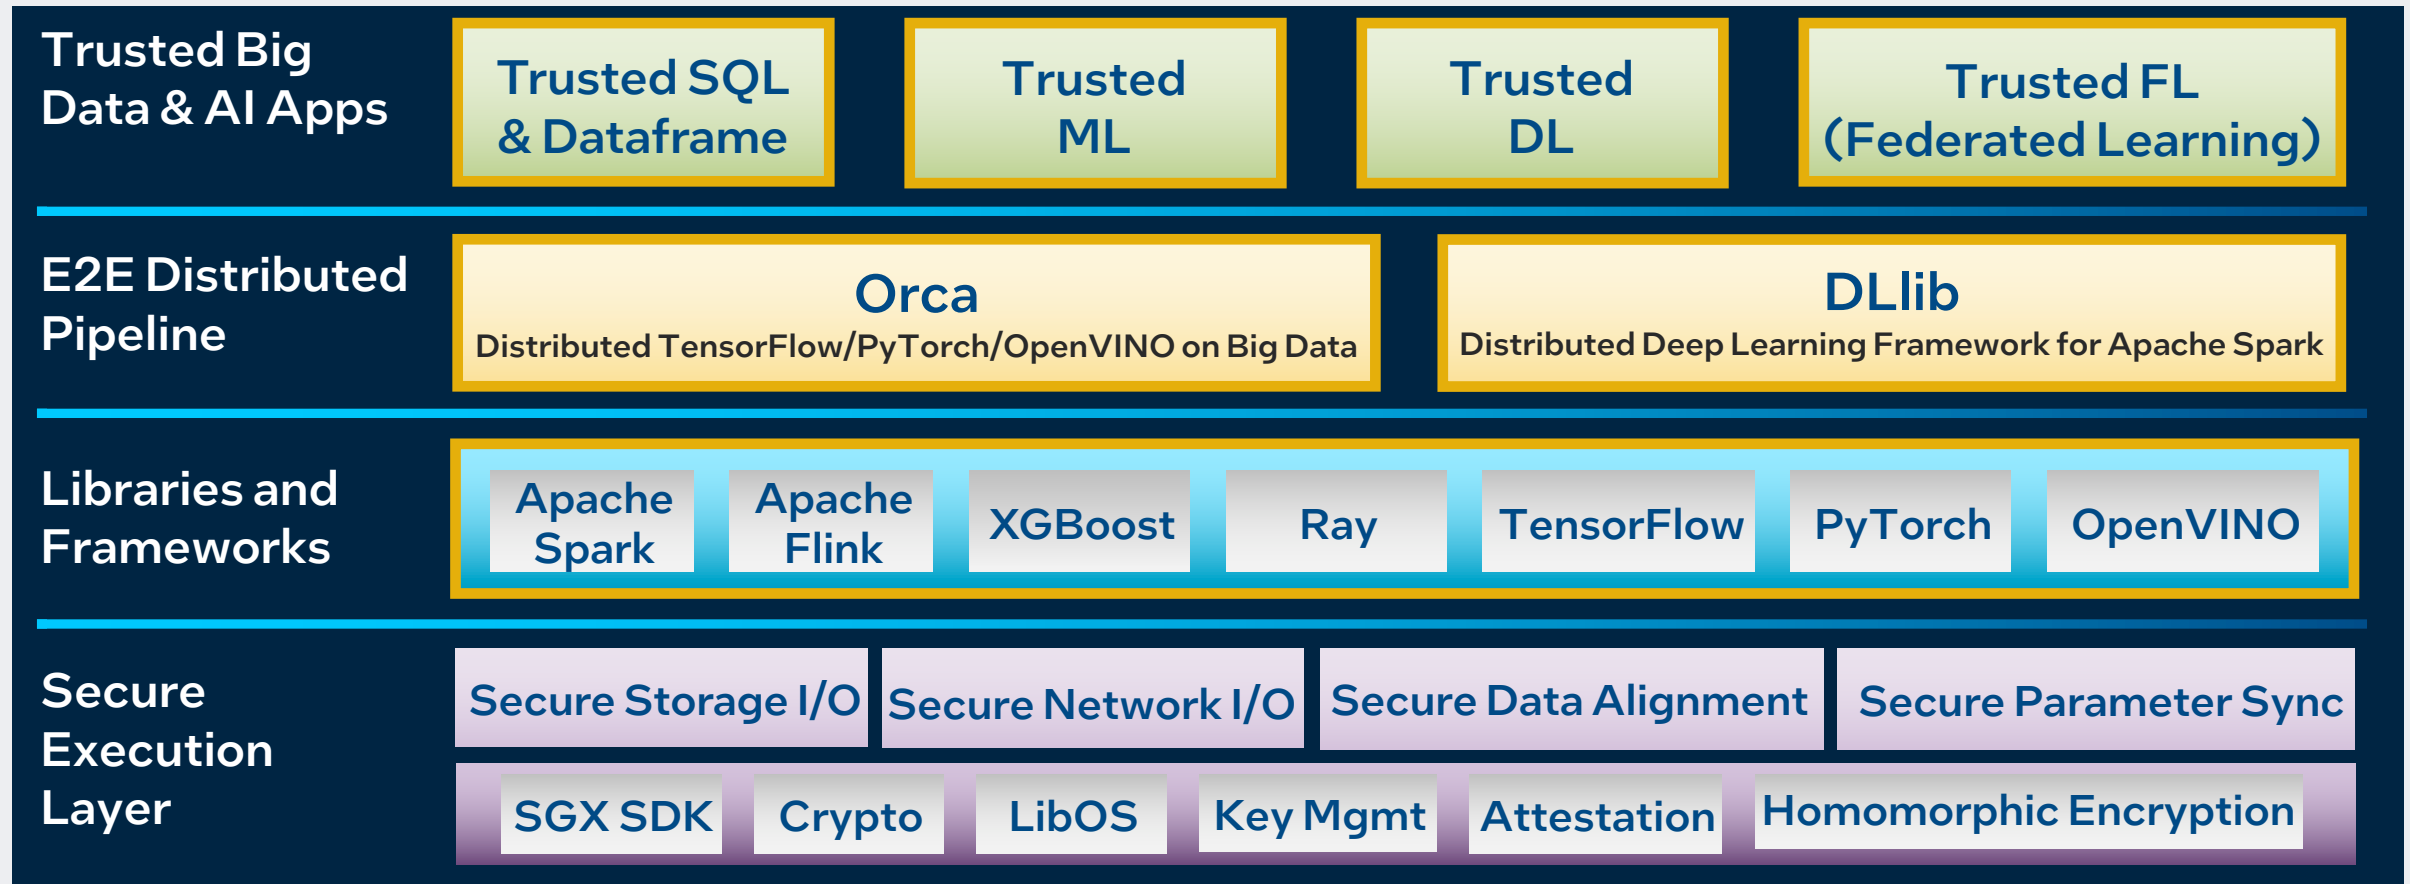 Trusted Big
Data & AI Apps
Trusted SQL
& Dataframe
Trusted
ML
Trusted
DL
Trusted FL
(Federated Learning)
E2E Distributed
Pipeline
Orca
Distributed TensorFlow/PyTorch/OpenVINO on Big Data
DLlib
Distributed Deep Learning Framework for Apache Spark
Libraries and
Frameworks
Apache
Spark
Apache
Flink
XGBoost
Ray
TensorFlow
PyTorch
OpenVINO
Secure
Execution
Layer
Secure Storage I/O
Secure Network I/O
Secure Data Alignment
Secure Parameter Sync
SGX SDK
Crypto
LibOS
Key Mgmt
Attestation
Homomorphic Encryption